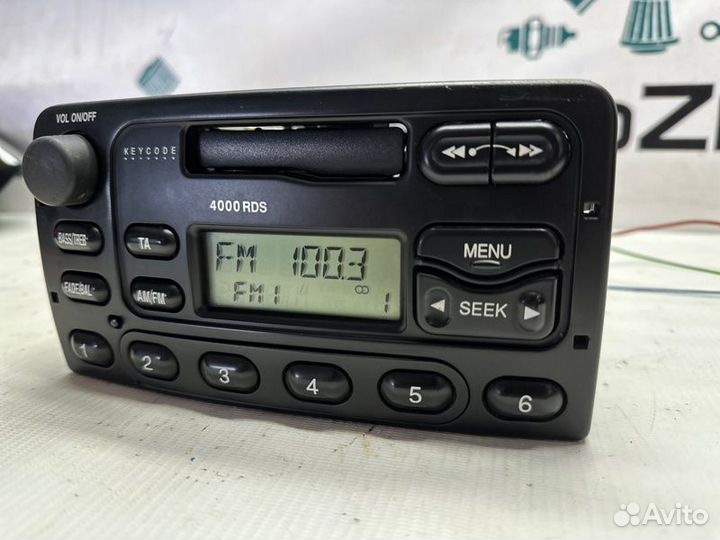 VOL ON/OFF
KEYCODE
4000 RDS
BASS/TREB
TA
FM 100.3
FM1 1
MENU
FADE/BAL
AM/FM
SEEK
1 2 3 4 5 6
Avito